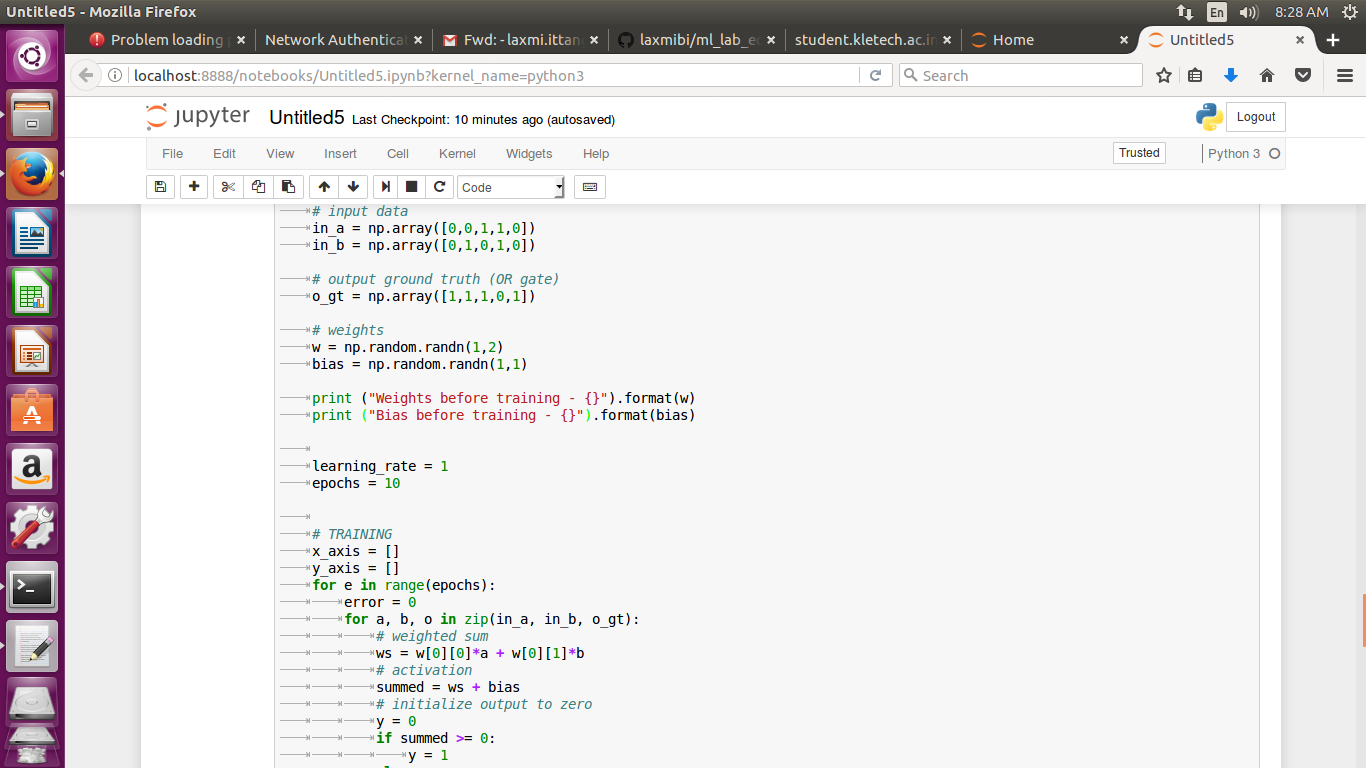 Untitled5 - Mozilla Firefox
En
8:28 AM
Problem loading
Network Authentica
Fwd: - laxmi.ittan
laxmibi/ml_lab_e
student.kletech.ac.i
Home
Untitled5
localhost:8888/notebooks/Untitled5.ipynb?kernel_name=python3
Search
jupyter
Untitled5 Last Checkpoint: 10 minutes ago (autosaved)
Logout
File Edit View Insert Cell Kernel Widgets Help
Trusted
Python 3
Code
# input data
in_a = np.array([0,0,1,1,0])
in_b = np.array([0,1,0,1,0])
# output ground truth (OR gate)
o_gt = np.array([1,1,1,0,1])
# weights
w = np.random.randn(1,2)
bias = np.random.randn(1,1)
print ("Weights before training - {}").format(w)
print ("Bias before training - {}").format(bias)
learning_rate = 1
epochs = 10
# TRAINING
x_axis = []
y_axis = []
for e in range(epochs):
error = 0
for a, b, o in zip(in_a, in_b, o_gt):
# weighted sum
ws = w[0][0]*a + w[0][1]*b
# activation
summed = ws + bias
# initialize output to zero
y = 0
if summed >= 0:
y = 1